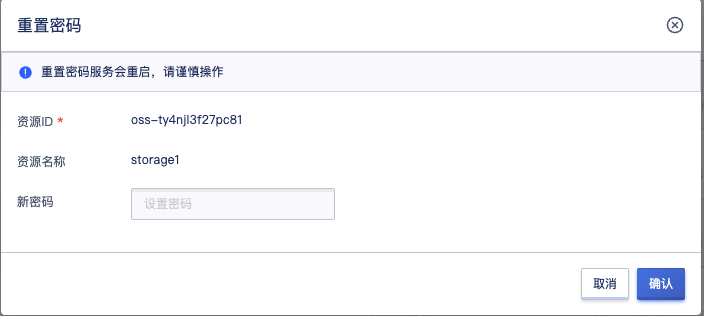 重置密码
重置密码服务会重启，请谨慎操作
资源ID * oss-ty4njl3f27pc81
资源名称 storage1
新密码 设置密码
取消 确认